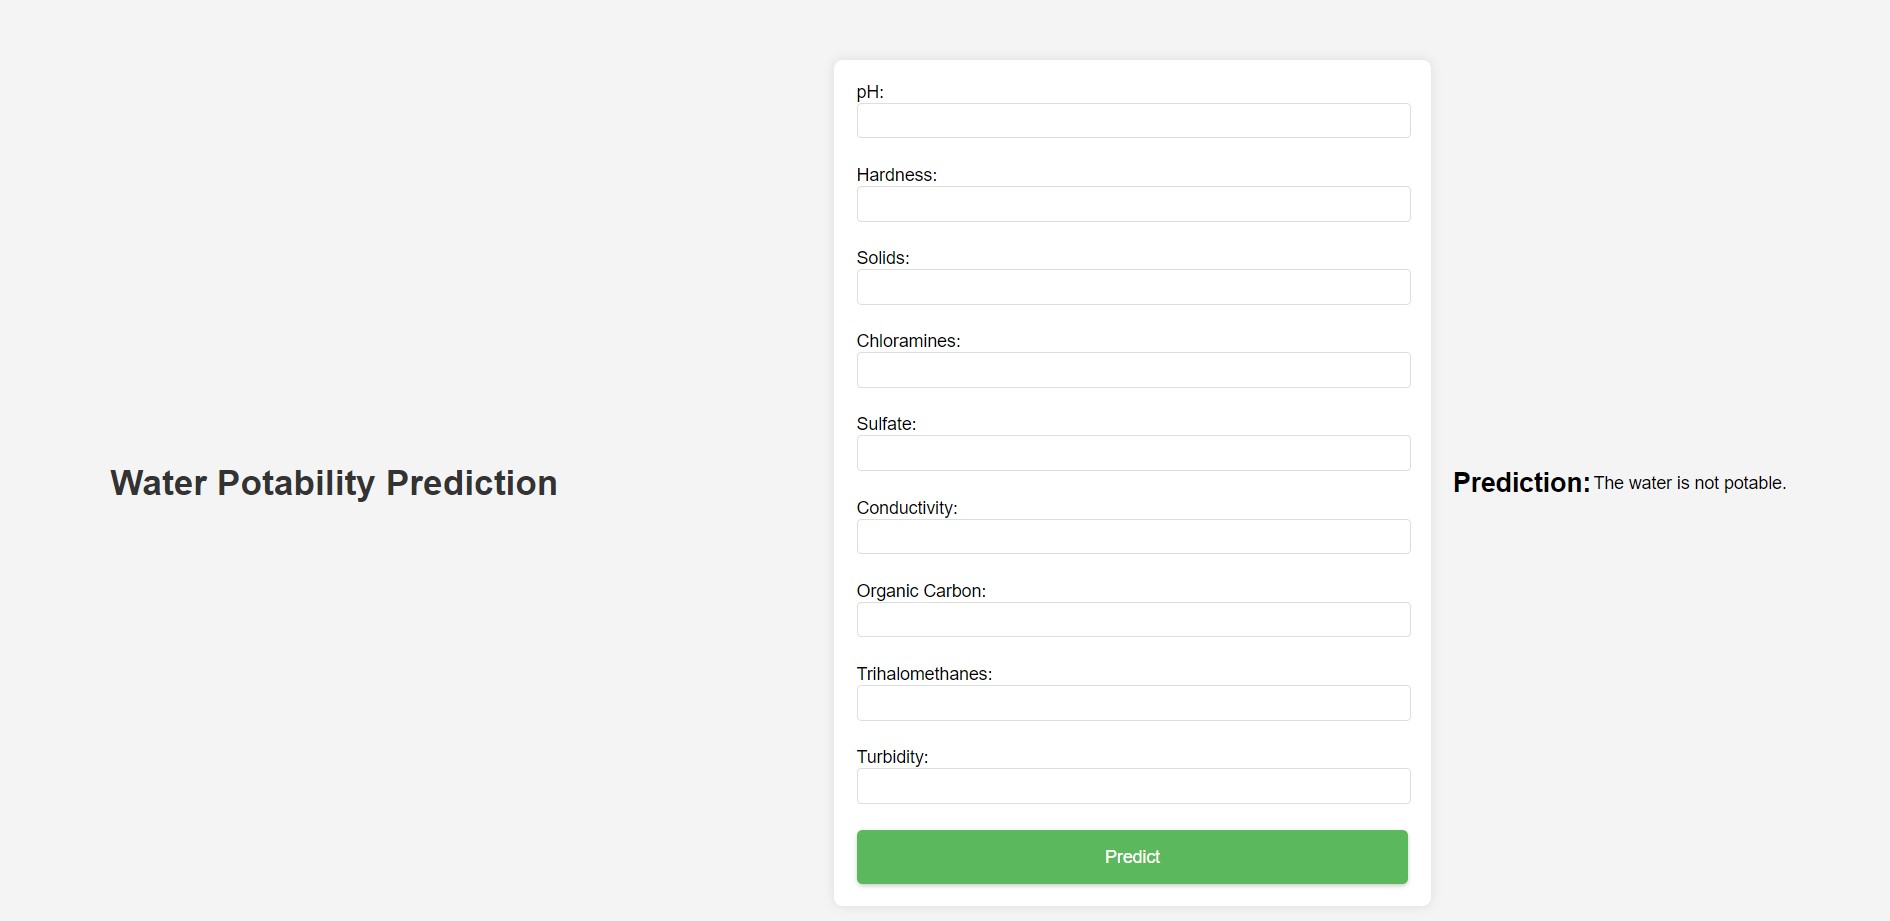 Water Potability Prediction
pH:
Hardness:
Solids:
Chloramines:
Sulfate:
Conductivity:
Organic Carbon:
Trihalomethanes:
Turbidity:
Predict
Prediction: The water is not potable.